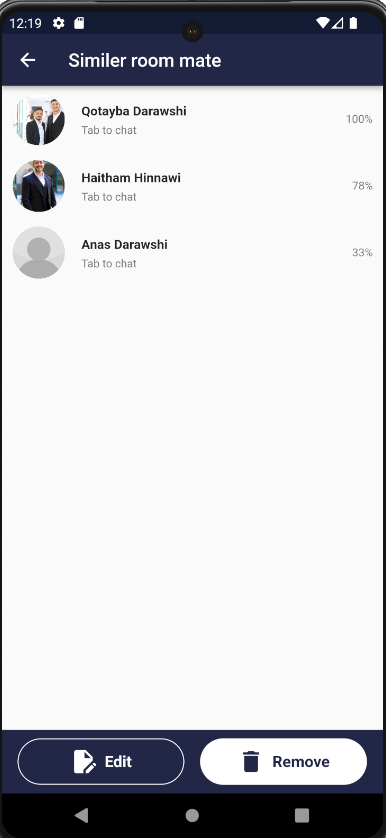 12:19
Similer room mate
Qotayba Darawshi
Tab to chat
100%
Haitham Hinnawi
Tab to chat
78%
Anas Darawshi
Tab to chat
33%
Edit
Remove